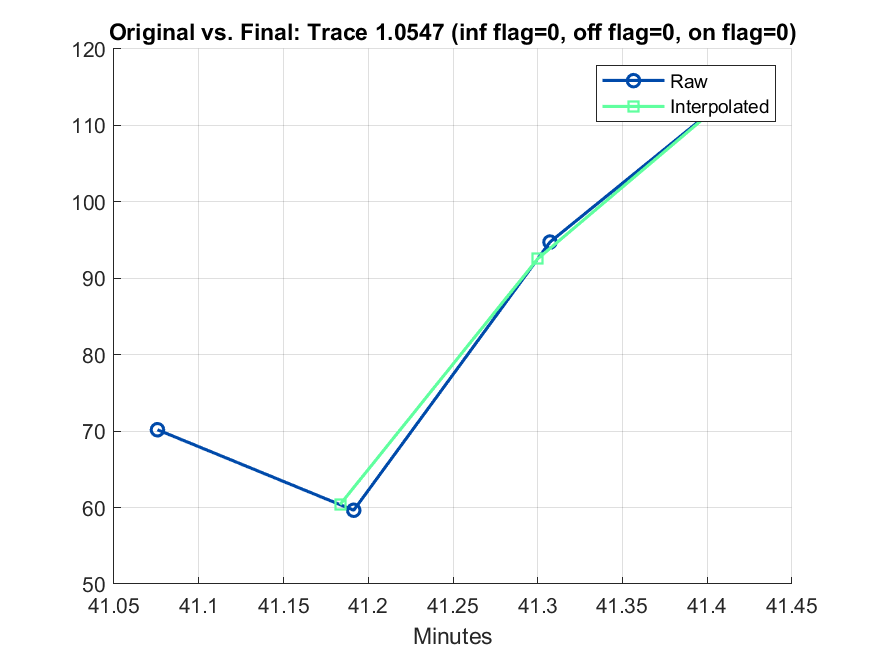 Original vs. Final: Trace 1.0547 (inf flag=0, off flag=0, on flag=0)
120
110
100
90
80
70
60
50
Raw
Interpolated
41.05 41.1 41.15 41.2 41.25 41.3 41.35 41.4 41.45
Minutes